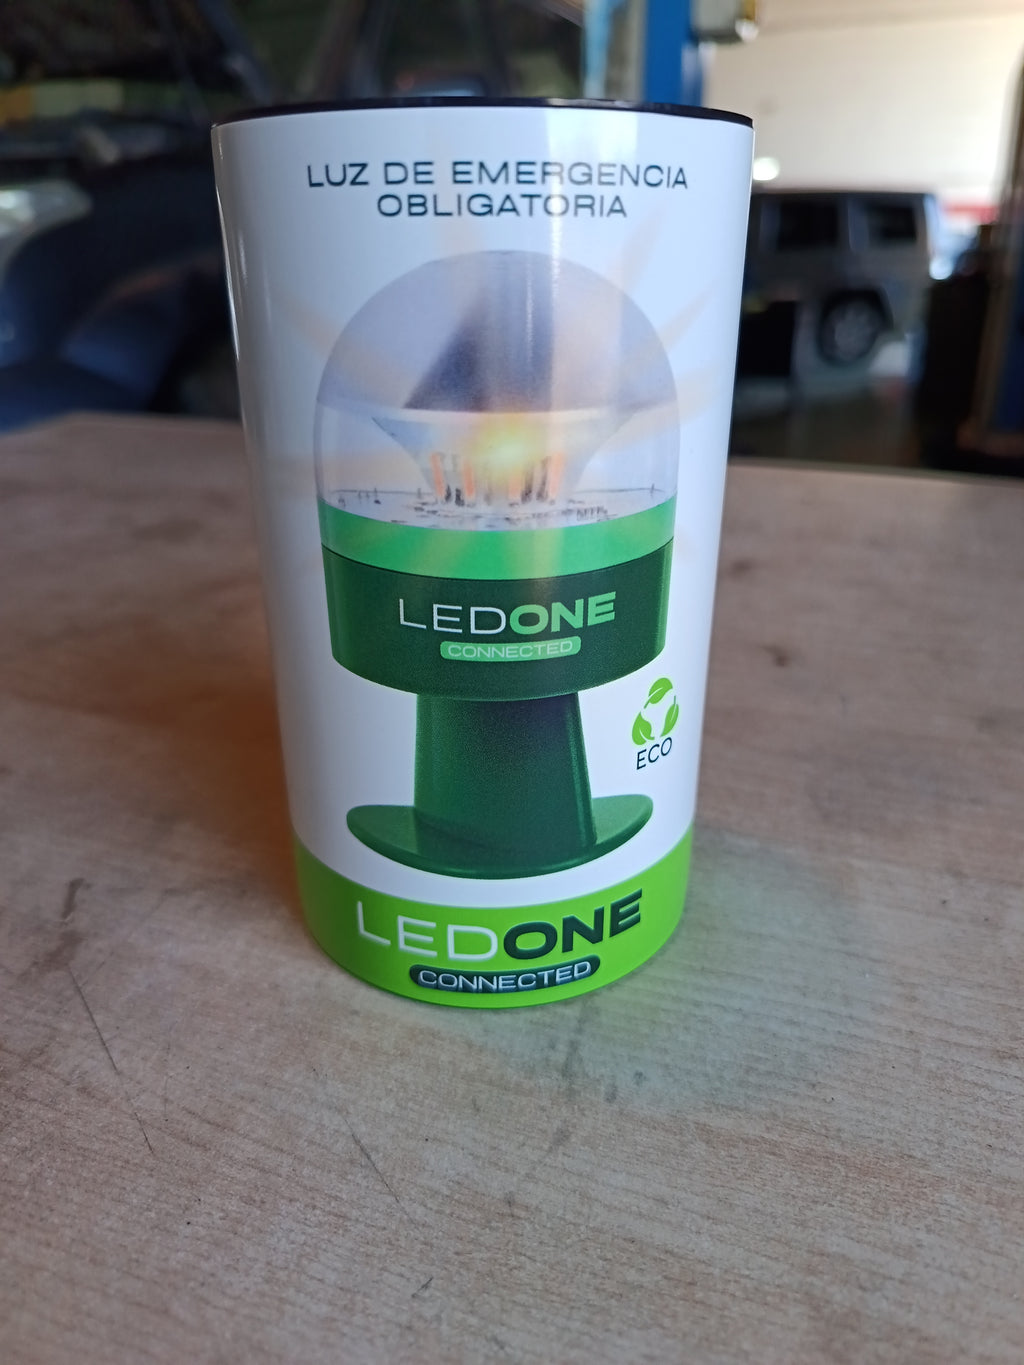 LUZ DE EMERGENCIA
OBLIGATORIA
LEDONE
CONNECTED
ECO
LEDONE
CONNECTED